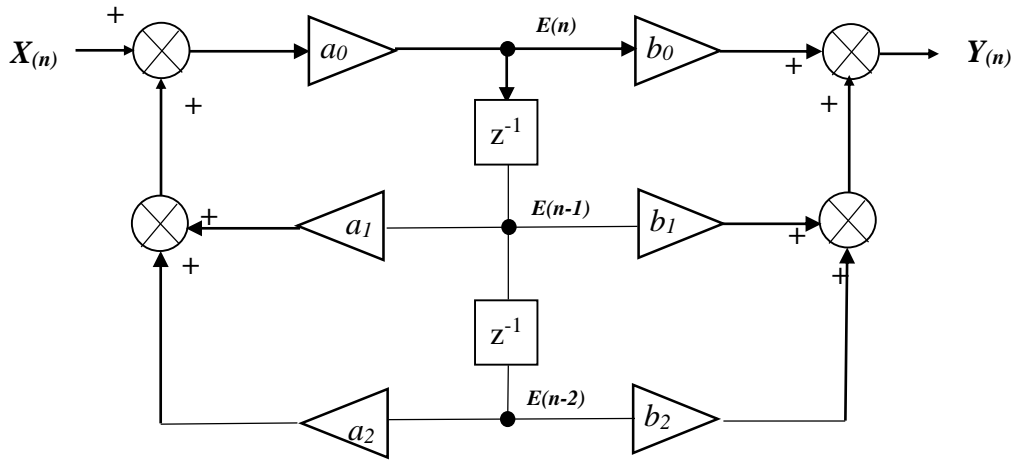 + a0 E(n) b0
X(n) + Y(n)
+ +
z-1
+ a1 E(n-1) b1 +
+ +
z-1
a2 E(n-2) b2